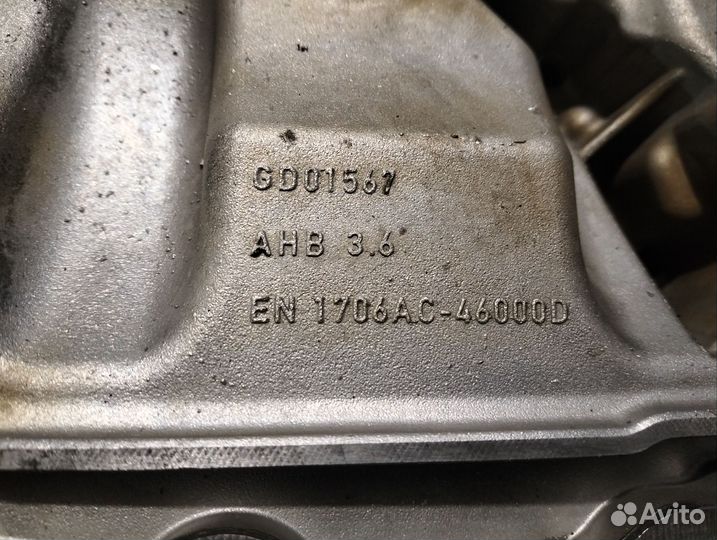 GD01567
AHB 3.6
EN 1706AC-46000D
Avito